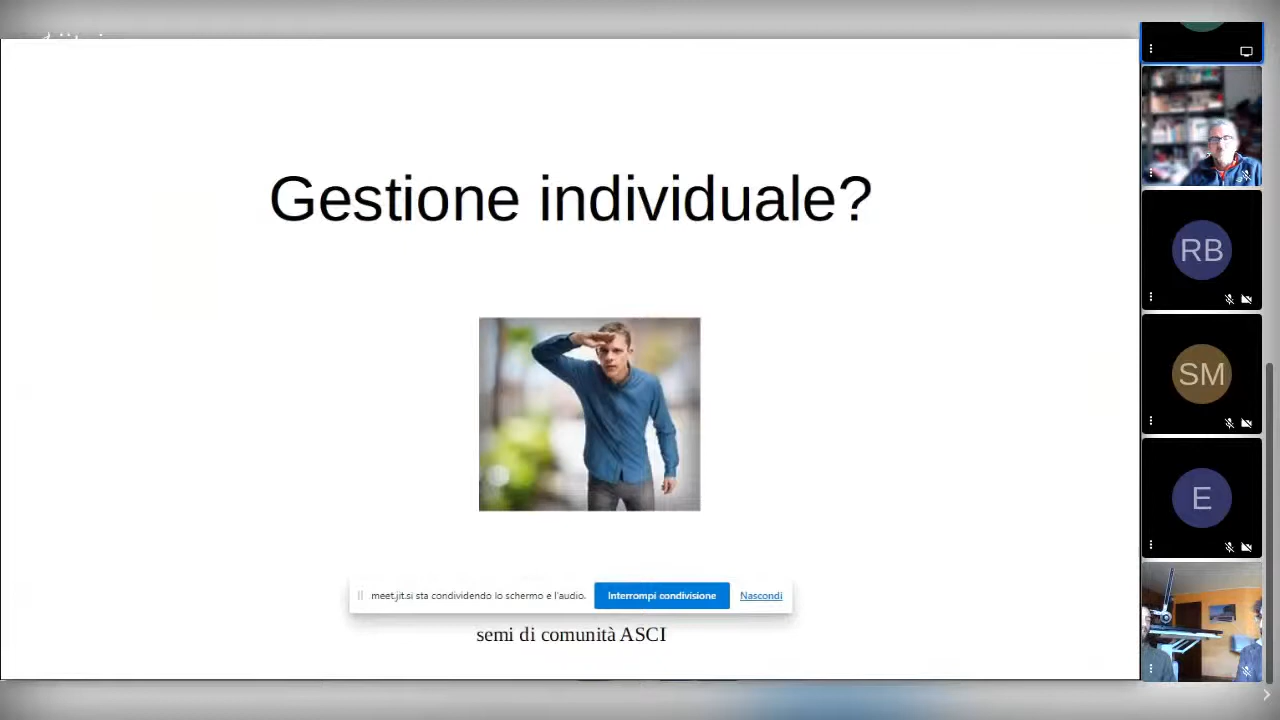 Gestione individuale?
meet.jit.si sta condividendo lo schermo e l'audio.
Interrompi condivisione
Nascondi
semi di comunità ASCI
RB
SM
E